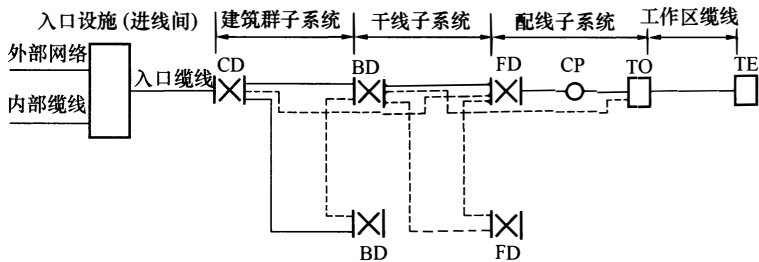 入口设施(进线间)
建筑群子系统
干线子系统
配线子系统
工作区缆线
外部网络
入口缆线
内部缆线
CD
BD
FD
CP
TO
TE
BD
FD